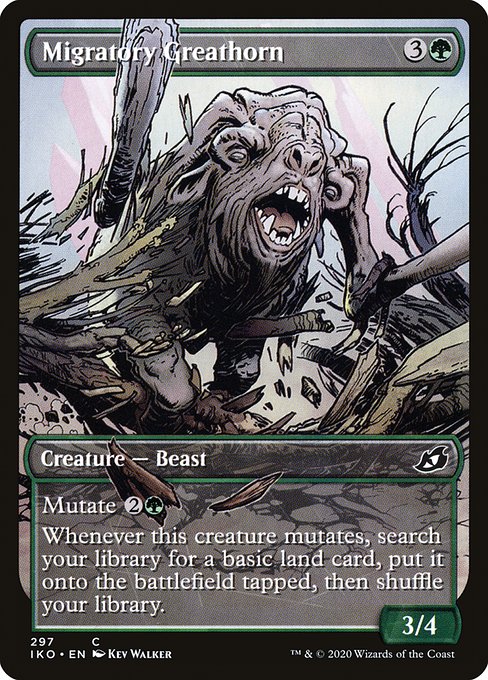 Migratory Greathorn 3
Creature — Beast
Mutate 2
Whenever this creature mutates, search
your library for a basic land card, put it
onto the battlefield tapped, then shuffle
your library.
3/4
297 C
IKO • EN Kev Walker
™ & © 2020 Wizards of the Coast